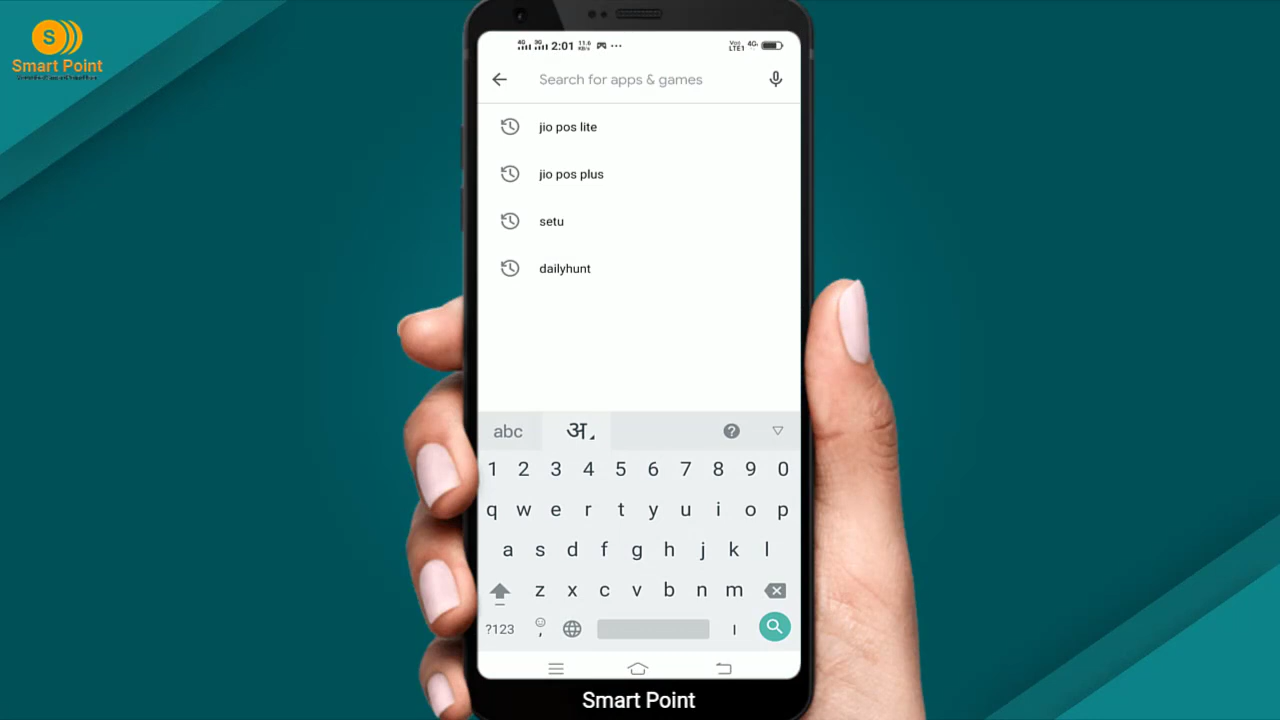 S
Smart Point
2:01
Search for apps & games
jio pos lite
jio pos plus
setu
dailyhunt
abc अ
1 2 3 4 5 6 7 8 9 0
q w e r t y u i o p
a s d f g h j k l
z x c v b n m
?123 , ।
Smart Point